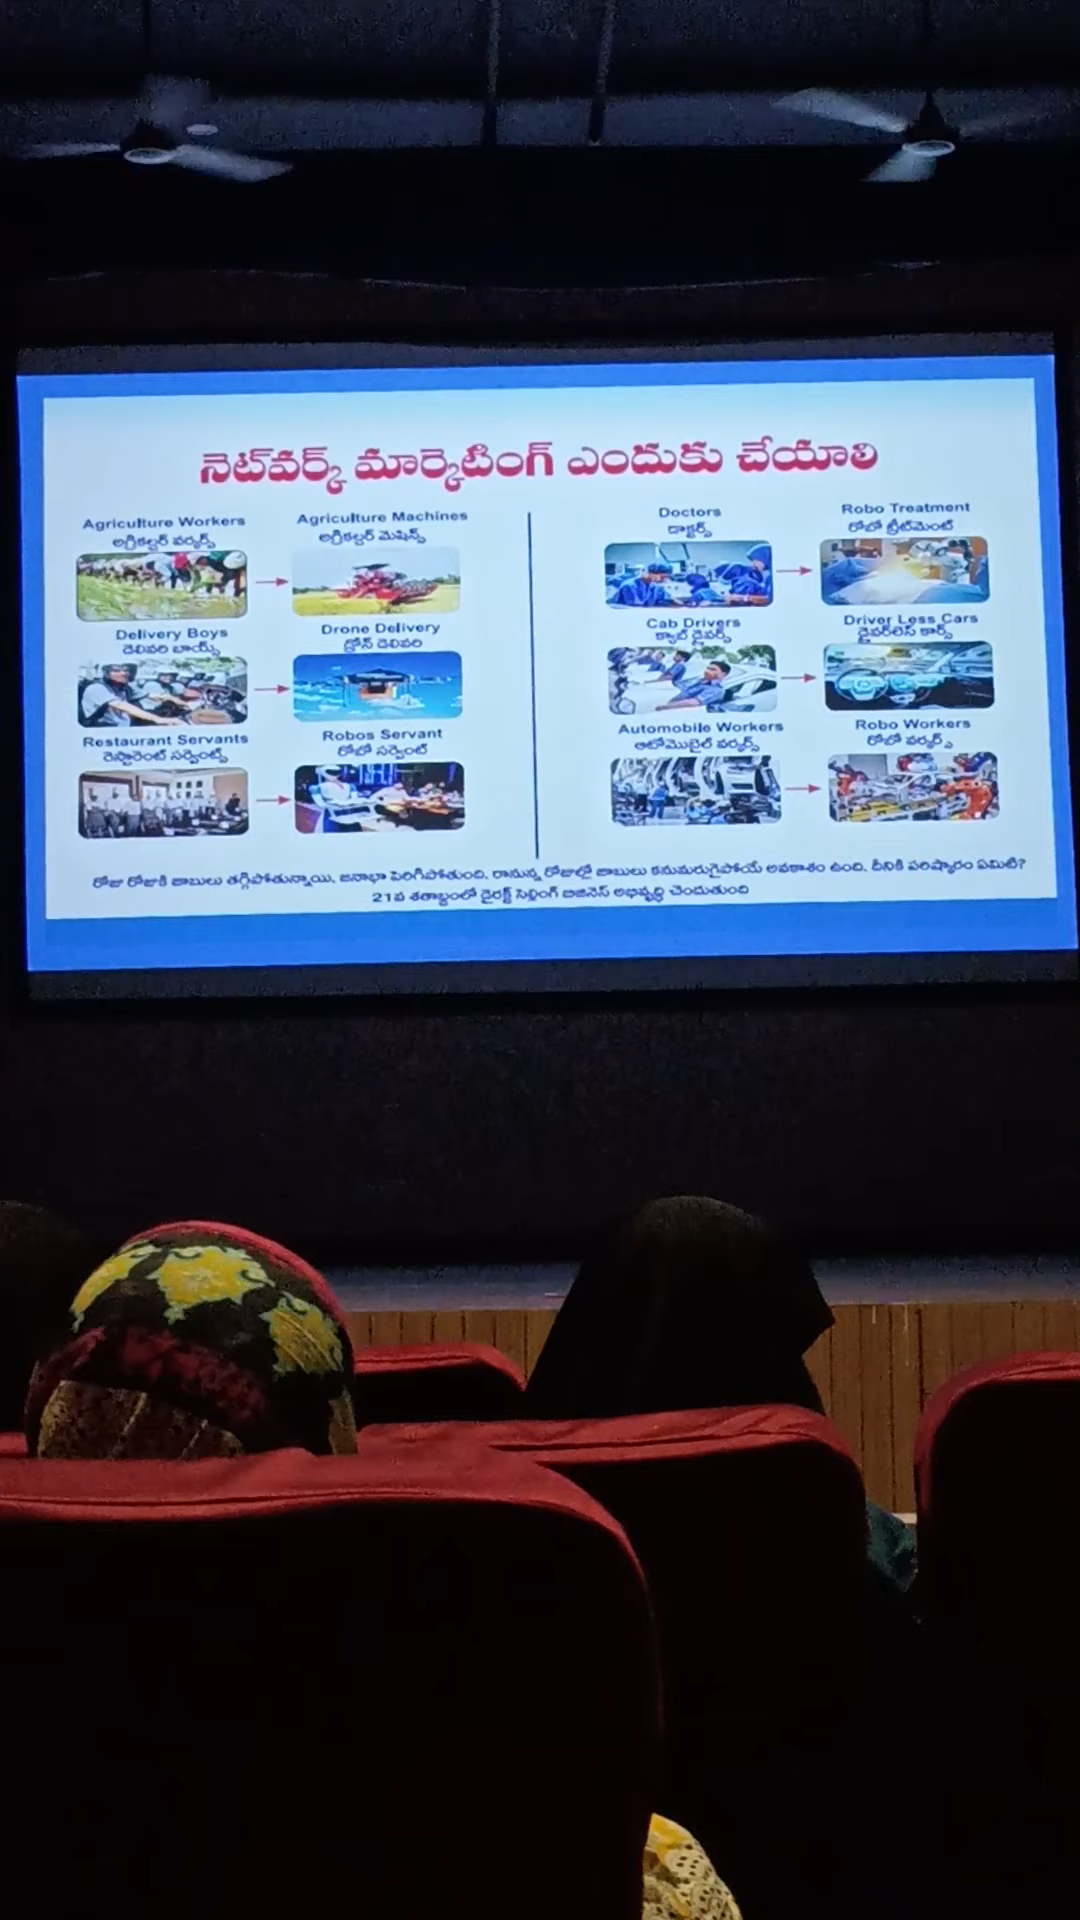 నెట్‌వర్క్ మార్కెటింగ్ ఎందుకు చేయాలి
Agriculture Workers
అగ్రికల్చర్ వర్కర్స్
Agriculture Machines
అగ్రికల్చర్ మెషిన్స్
Delivery Boys
డెలివరి బాయ్స్
Drone Delivery
డ్రోన్ డెలివరి
Restaurant Servants
రెస్టారెంట్ సర్వెంట్స్
Robos Servant
రోబో సర్వెంట్
Doctors
డాక్టర్స్
Robo Treatment
రోబో ట్రీట్‌మెంట్
Cab Drivers
క్యాబ్ డ్రైవర్స్
Driver Less Cars
డ్రైవర్‌లెస్ కార్స్
Automobile Workers
ఆటోమొబైల్ వర్కర్స్
Robo Workers
రోబో వర్కర్స్
రోజు రోజుకి జాబులు తగ్గిపోతున్నాయి, జనాభా పెరిగిపోతుంది. రానున్న రోజుల్లో జాబులు కనుమరుగైపోయే అవకాశం ఉంది. దీనికి పరిష్కారం ఏమిటి?
21వ శతాబ్దంలో డైరెక్ట్ సెల్లింగ్ బిజినెస్ అభివృద్ధి చెందుతుంది